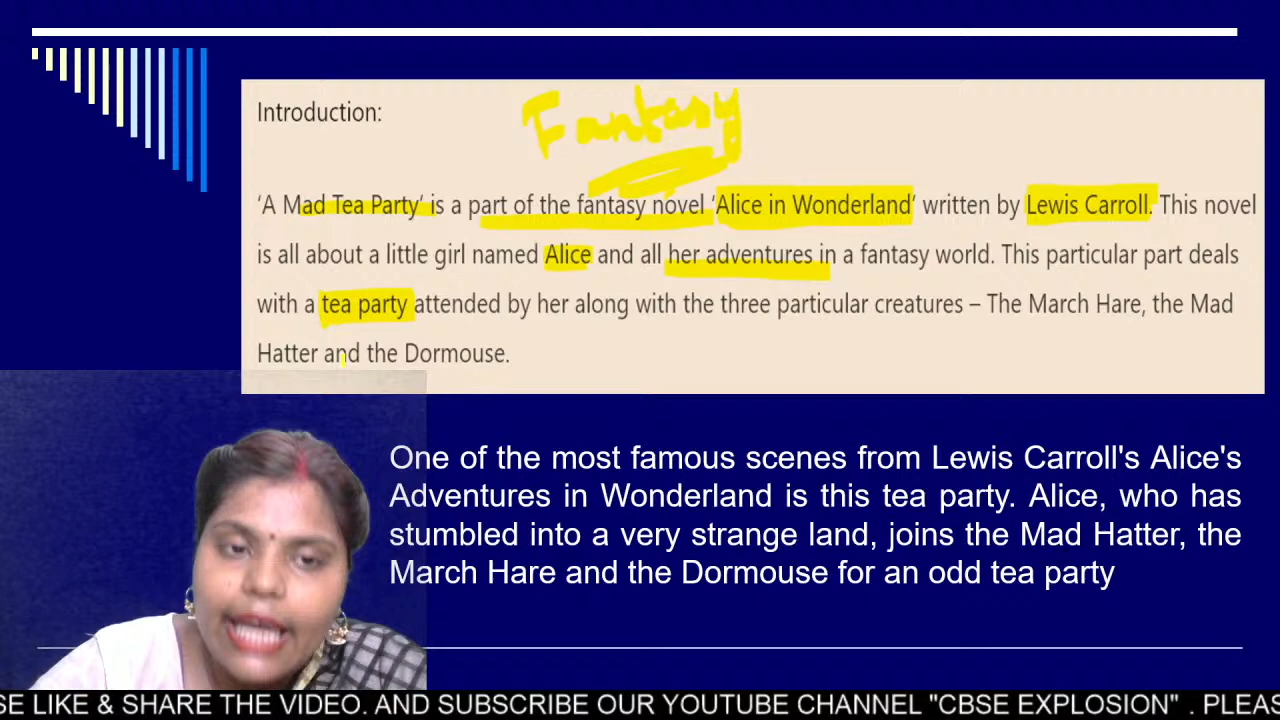 Introduction:
Fantasy
‘A Mad Tea Party’ is a part of the fantasy novel ‘Alice in Wonderland’ written by Lewis Carroll. This novel
is all about a little girl named Alice and all her adventures in a fantasy world. This particular part deals
with a tea party attended by her along with the three particular creatures – The March Hare, the Mad
Hatter and the Dormouse.
One of the most famous scenes from Lewis Carroll's Alice's
Adventures in Wonderland is this tea party. Alice, who has
stumbled into a very strange land, joins the Mad Hatter, the
March Hare and the Dormouse for an odd tea party
SE LIKE & SHARE THE VIDEO. AND SUBSCRIBE OUR YOUTUBE CHANNEL "CBSE EXPLOSION" . PLEAS